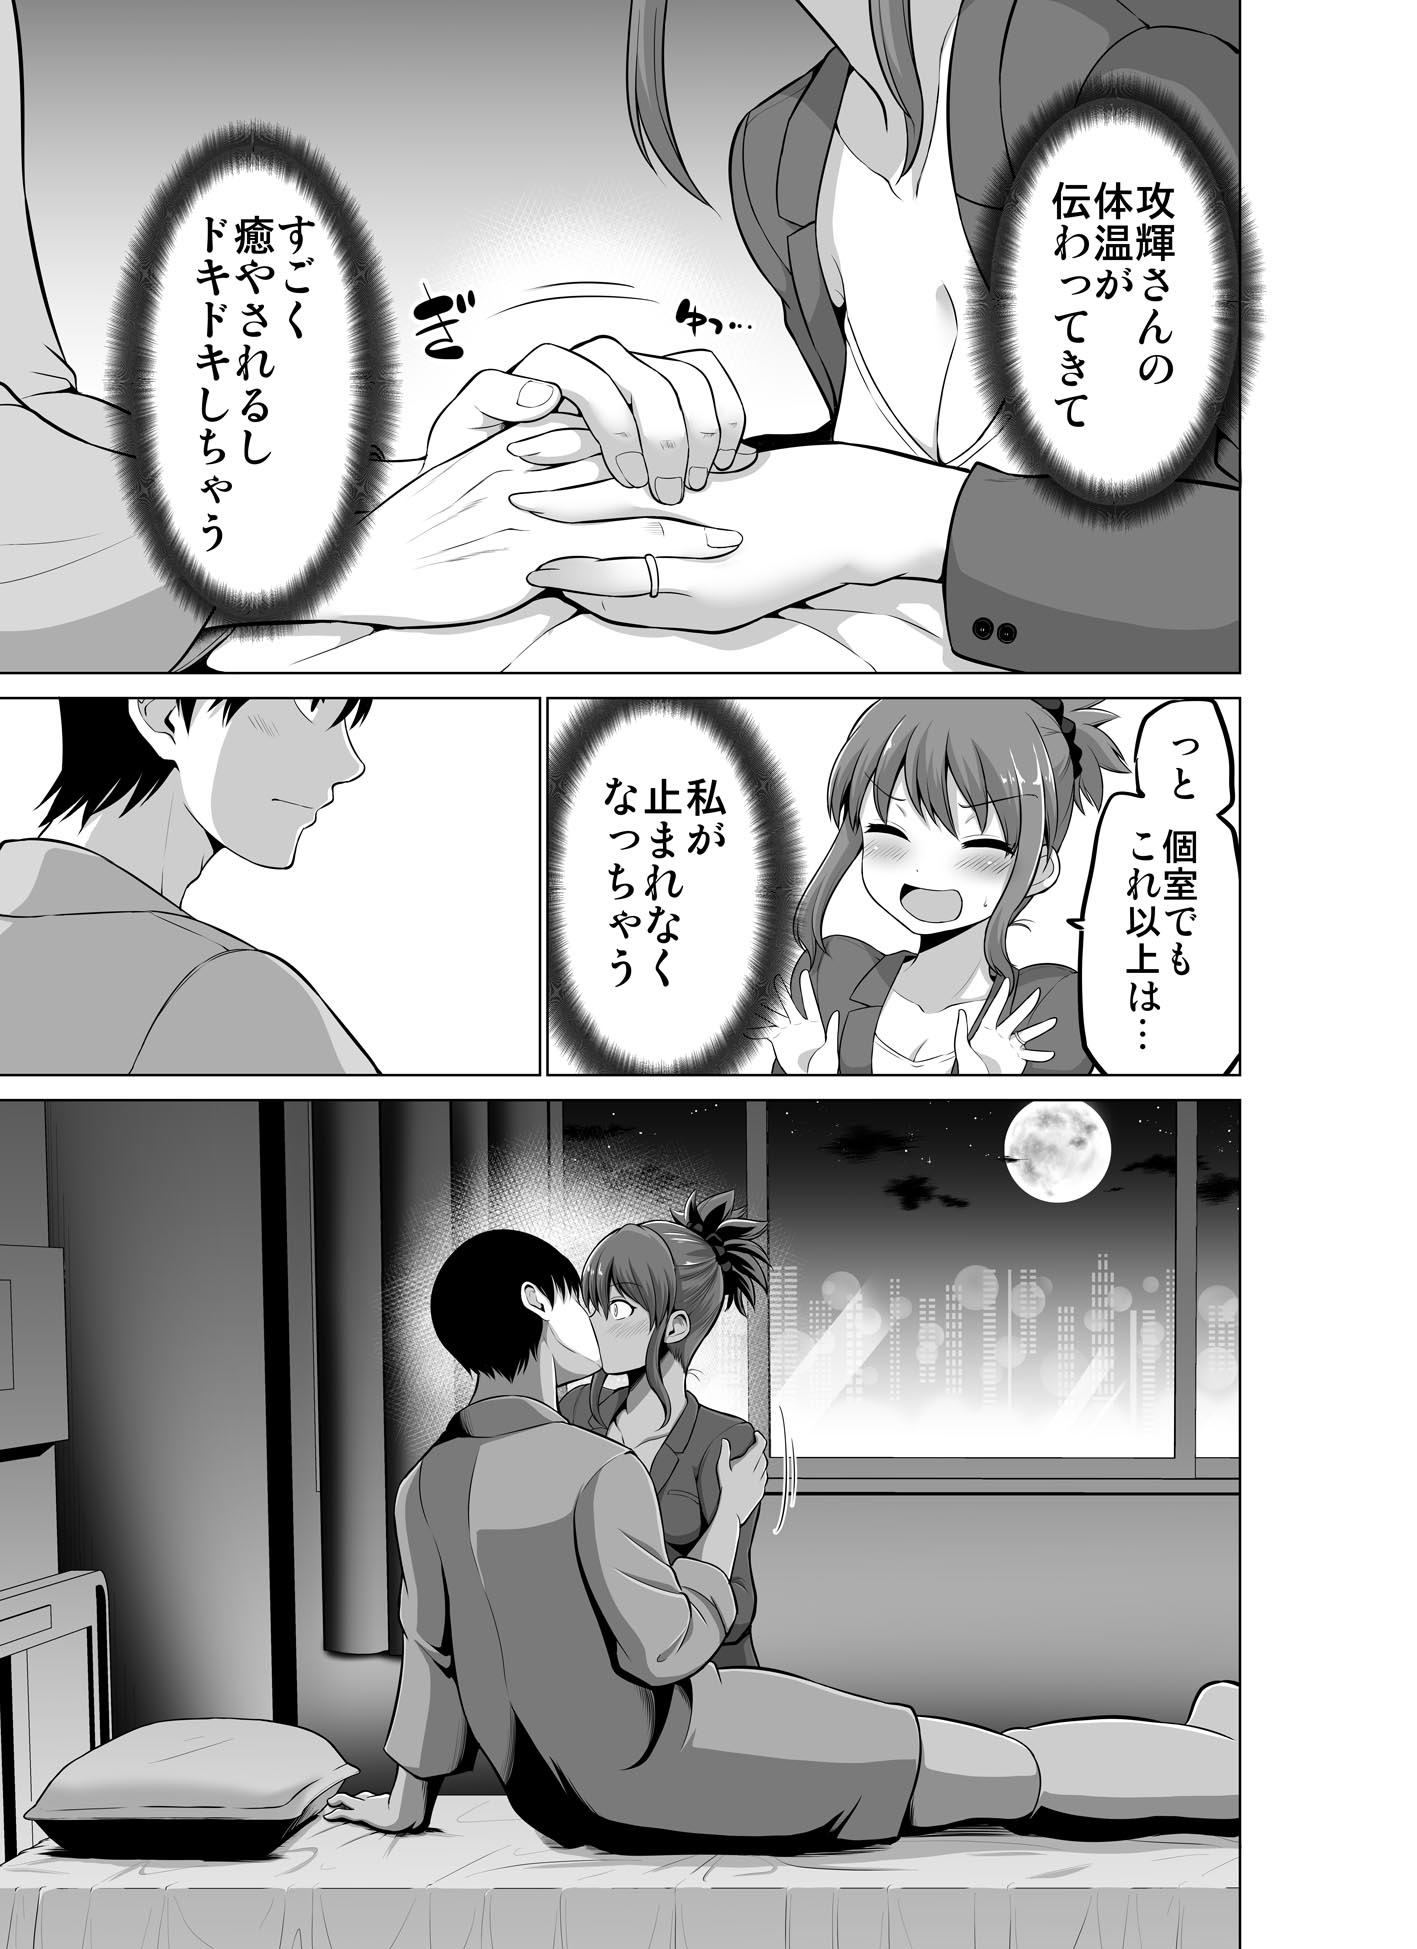 攻輝さんの
体温が
伝わってきて
ゆっ…
ぎ
すごく
癒やされるし
ドキドキしちゃう
っと
個室でも
これ以上は…
私が
止まれなく
なっちゃう